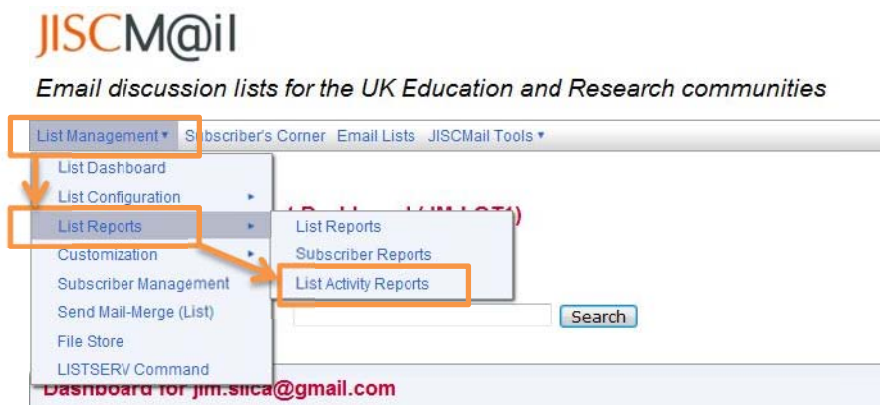 JISCM@il
Email discussion lists for the UK Education and Research communities
List Management Subscriber's Corner Email Lists JISCMail Tools
List Dashboard
List Configuration
List Reports
Customization
Subscriber Management
Send Mail-Merge (List)
File Store
LISTSERV Command
List Reports
Subscriber Reports
List Activity Reports
Search
Dashboard for jim.slica@gmail.com